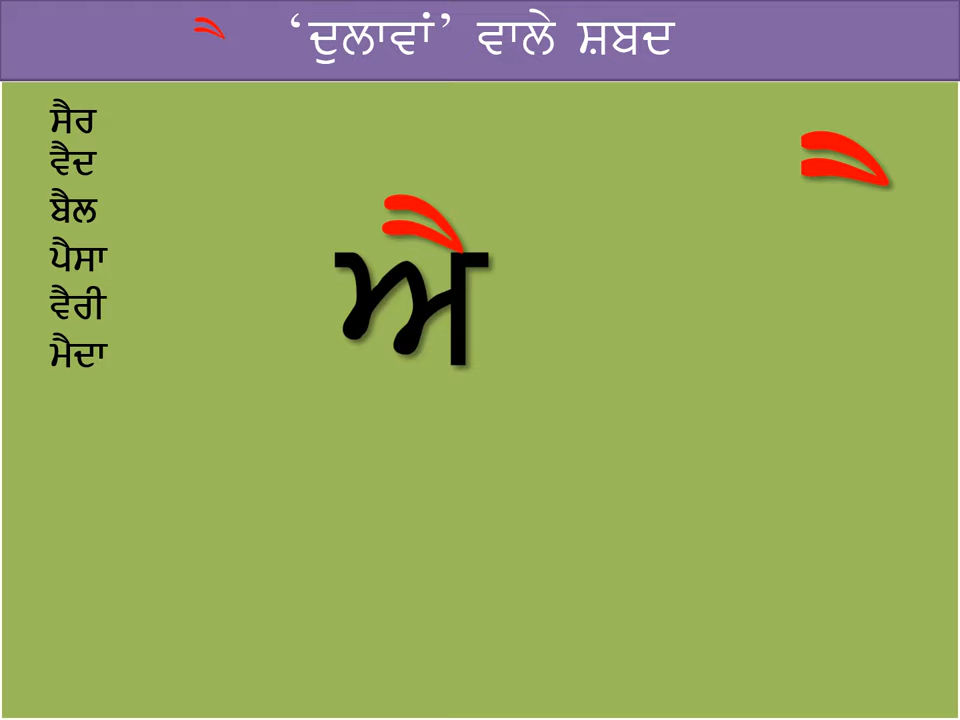 ੈ ‘ਦੁਲਾਵਾਂ’ ਵਾਲੇ ਸ਼ਬਦ
ਸੈਰ
ਵੈਦ
ਬੈਲ
ਪੈਸਾ
ਵੈਰੀ
ਮੈਦਾ
ਐ
ੈ